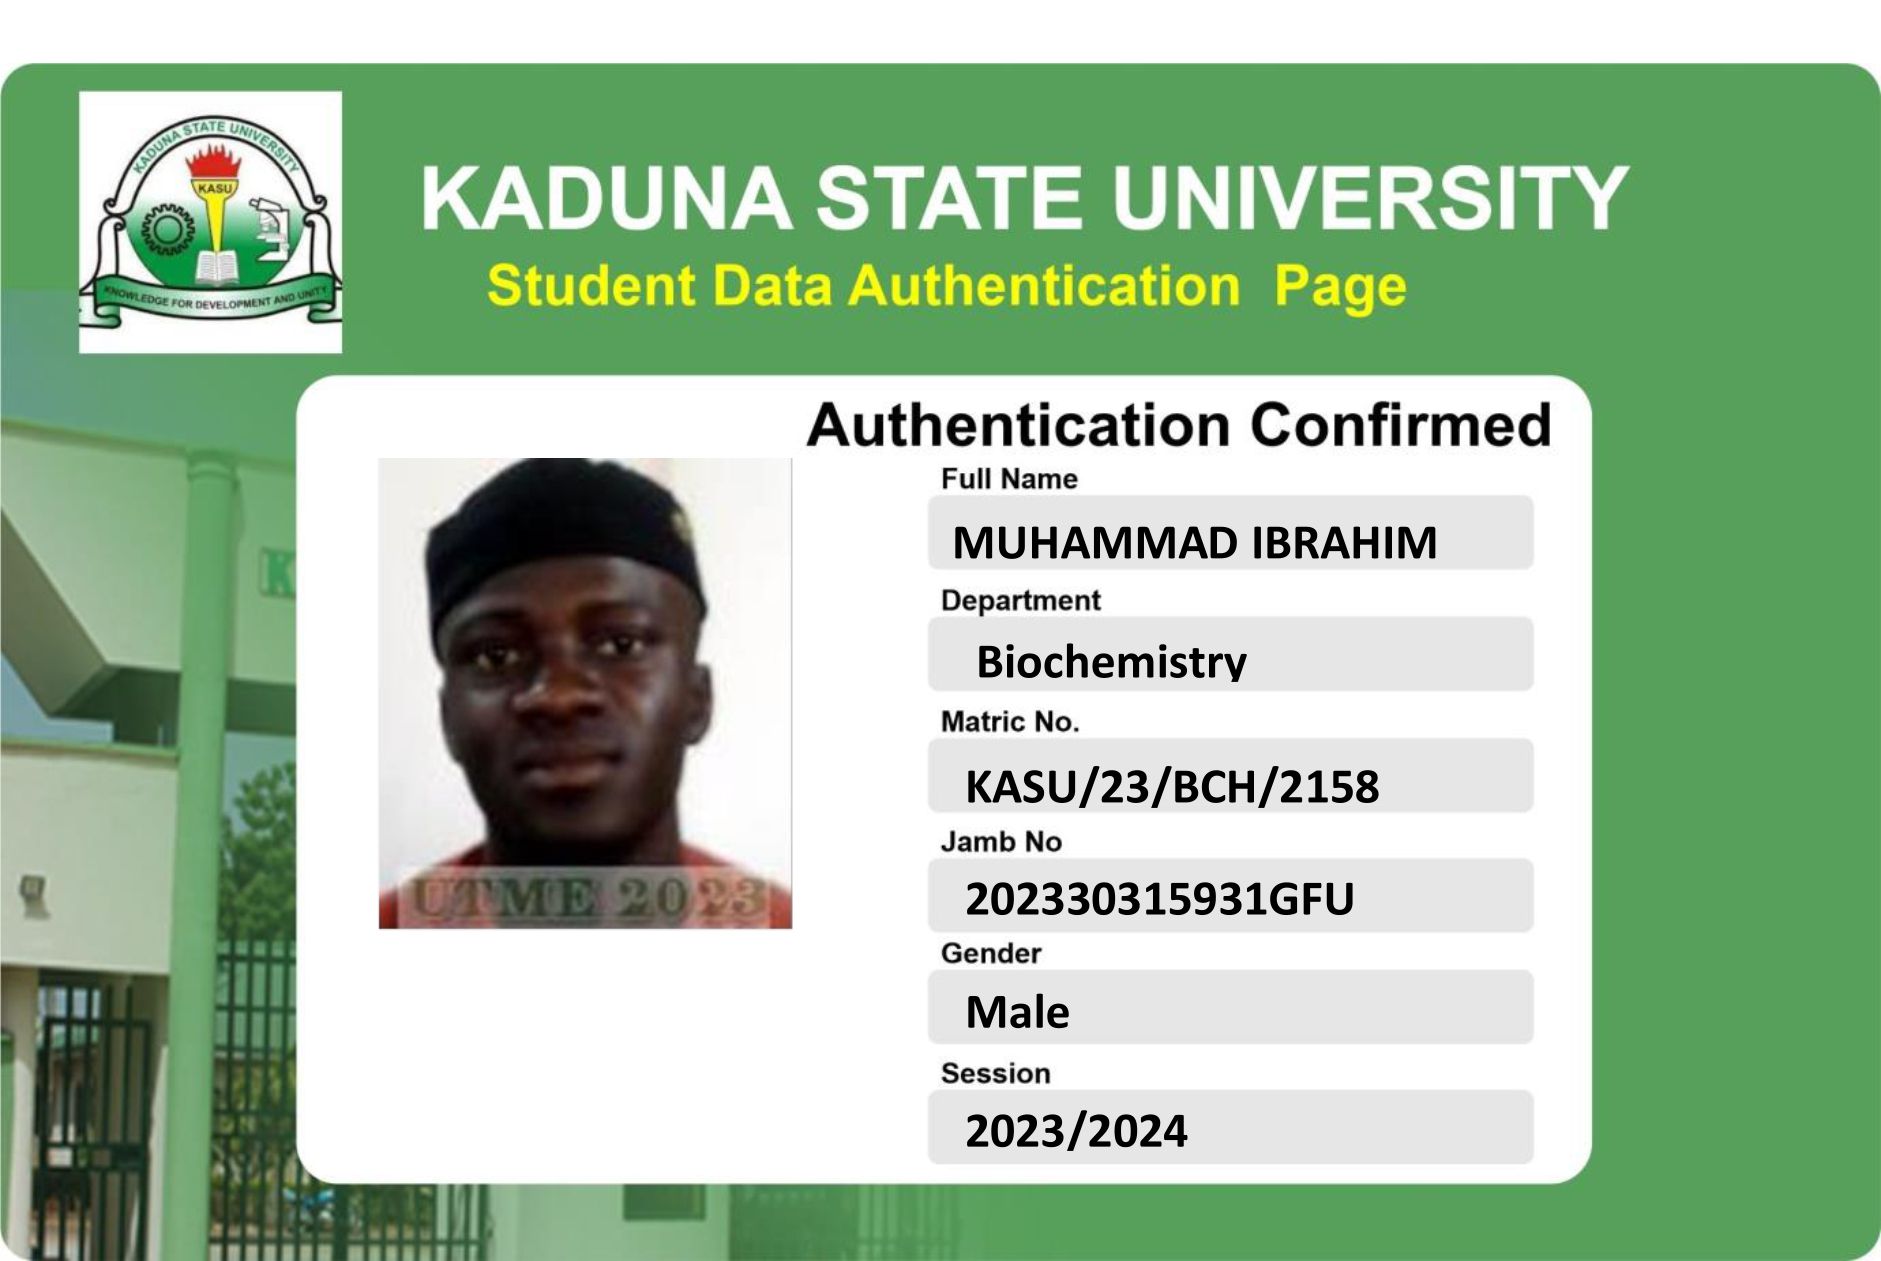 KADUNA STATE UNIVERSITY
KASU
KNOWLEDGE FOR DEVELOPMENT AND UNITY
KADUNA STATE UNIVERSITY
Student Data Authentication Page
Authentication Confirmed
Full Name
MUHAMMAD IBRAHIM
Department
Biochemistry
Matric No.
KASU/23/BCH/2158
Jamb No
202330315931GFU
Gender
Male
Session
2023/2024
UTME 2023
K